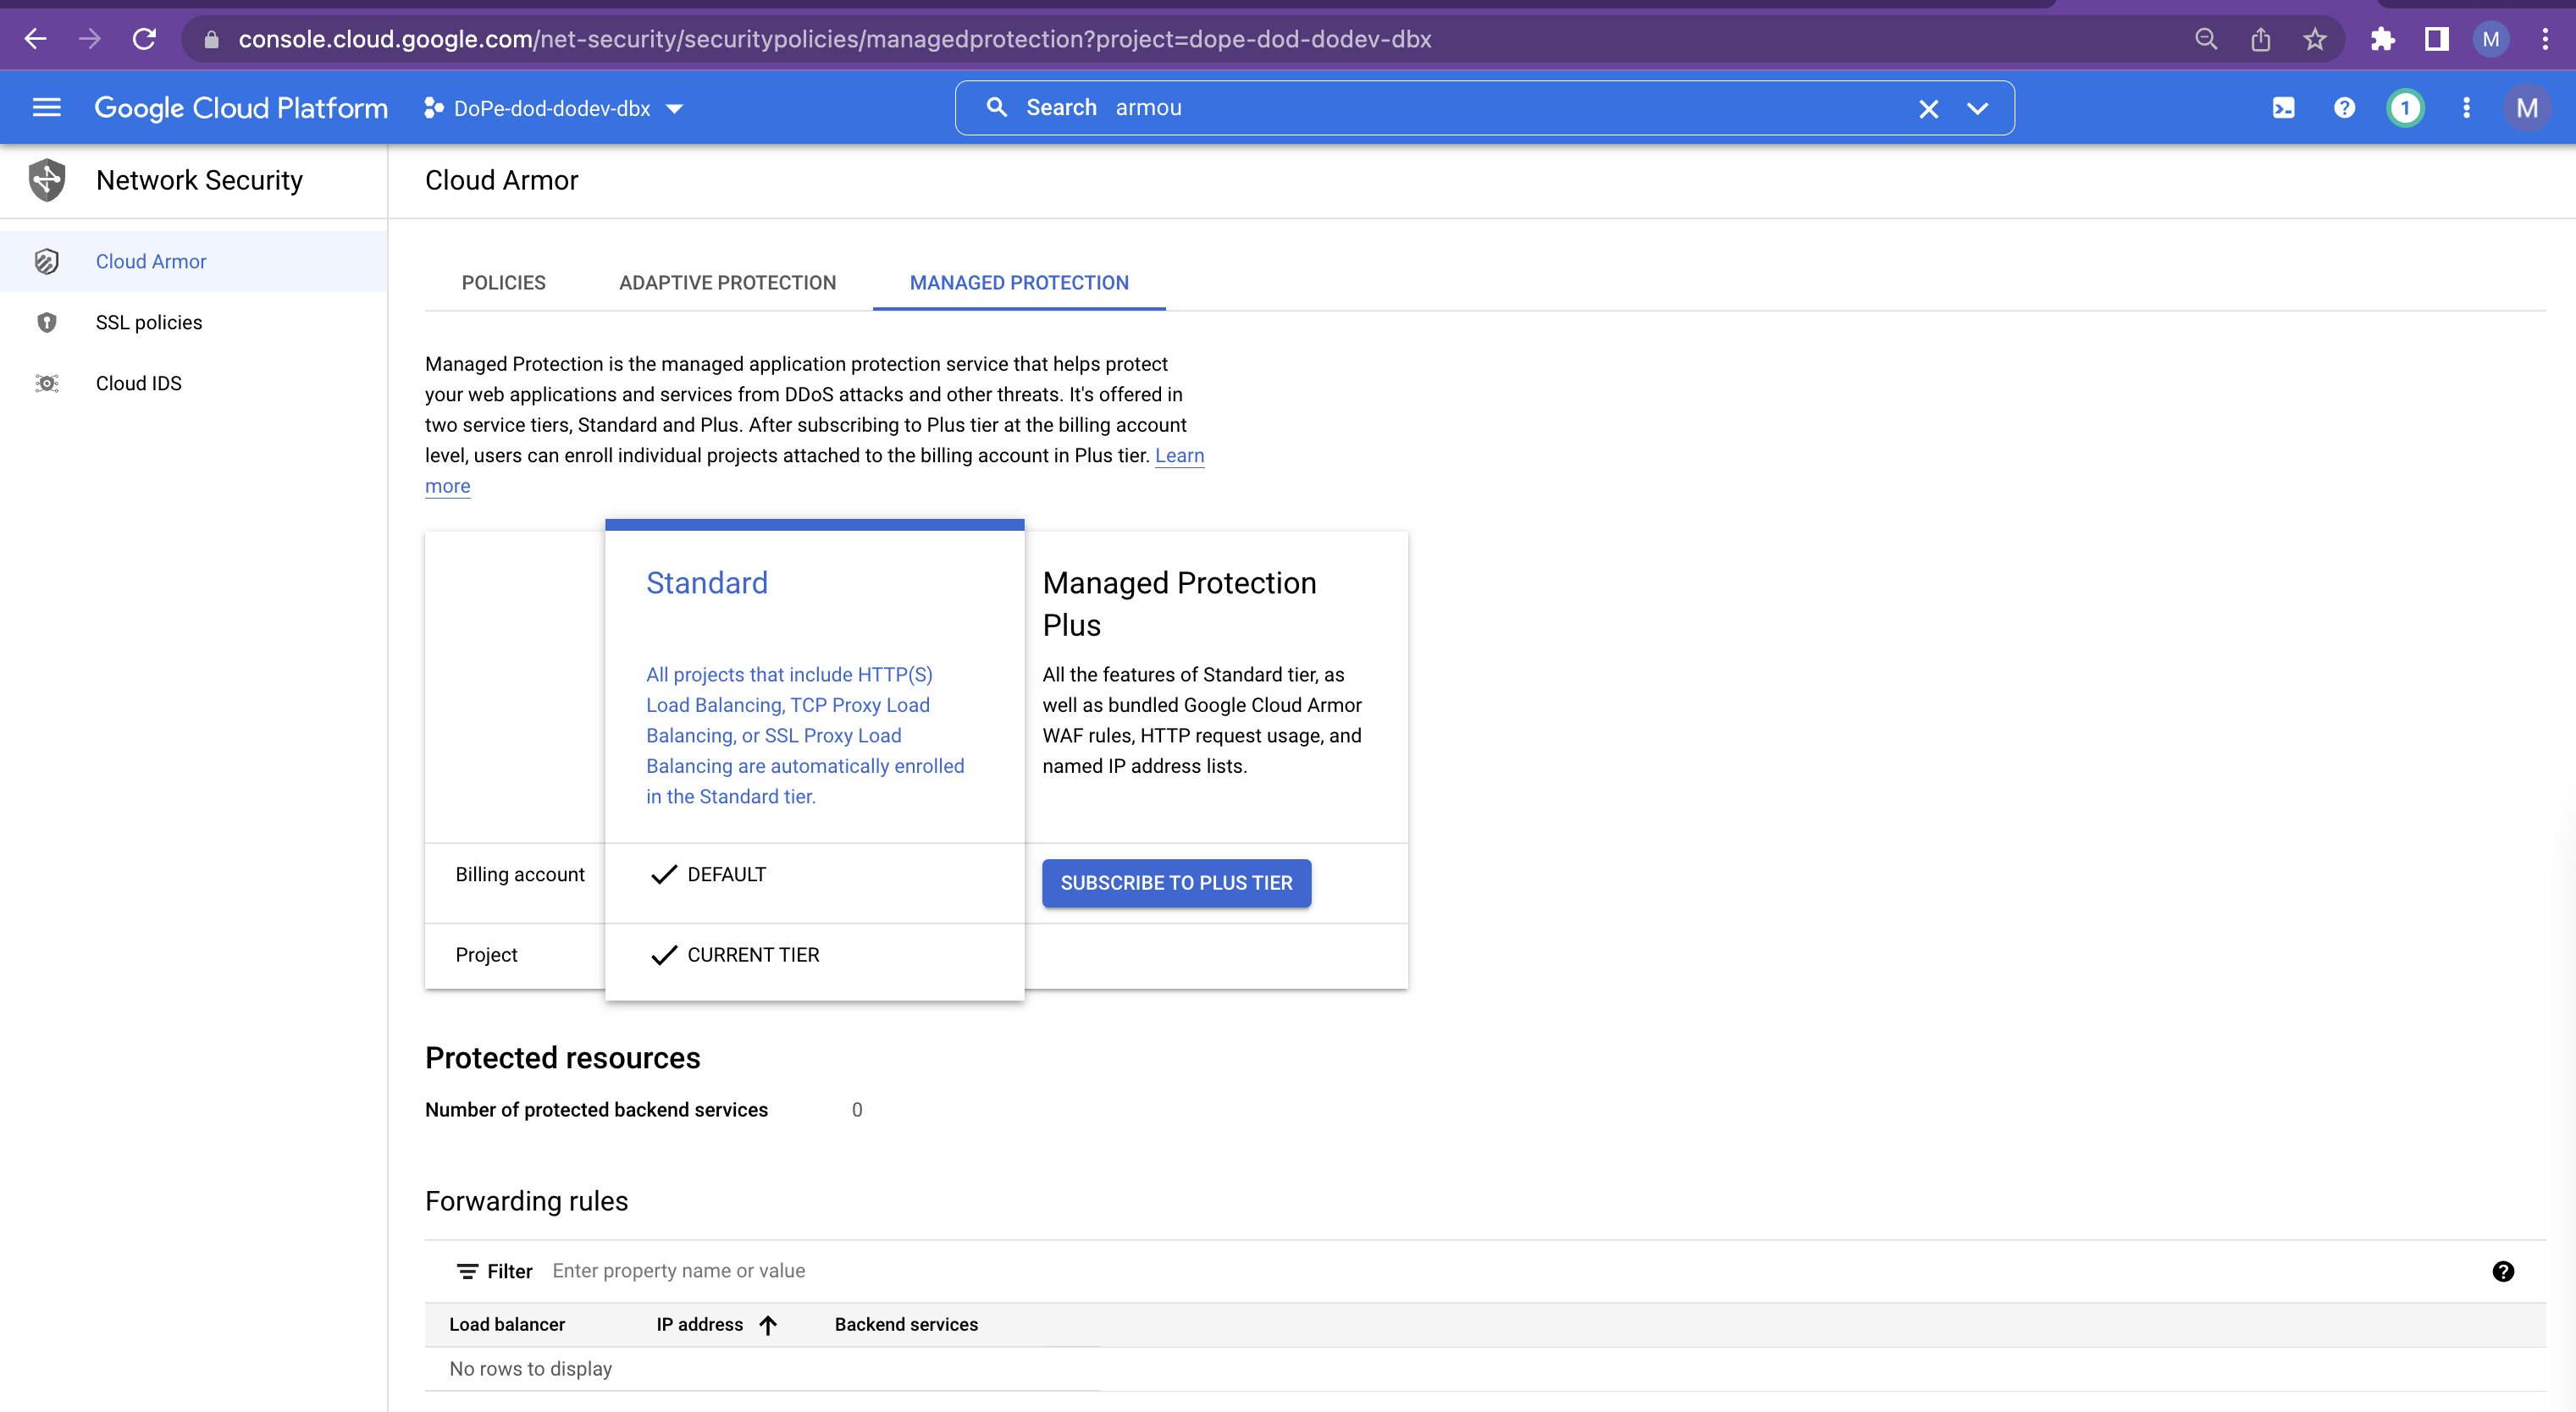 console.cloud.google.com/net-security/securitypolicies/managedprotection?project=dope-dod-dodev-dbx
M
Google Cloud Platform
DoPe-dod-dodev-dbx
Search armou
1
M
Network Security
Cloud Armor
SSL policies
Cloud IDS
Cloud Armor
POLICIES
ADAPTIVE PROTECTION
MANAGED PROTECTION
Managed Protection is the managed application protection service that helps protect
your web applications and services from DDoS attacks and other threats. It's offered in
two service tiers, Standard and Plus. After subscribing to Plus tier at the billing account
level, users can enroll individual projects attached to the billing account in Plus tier. Learn
more
Standard
All projects that include HTTP(S)
Load Balancing, TCP Proxy Load
Balancing, or SSL Proxy Load
Balancing are automatically enrolled
in the Standard tier.
Managed Protection
Plus
All the features of Standard tier, as
well as bundled Google Cloud Armor
WAF rules, HTTP request usage, and
named IP address lists.
Billing account
DEFAULT
SUBSCRIBE TO PLUS TIER
Project
CURRENT TIER
Protected resources
Number of protected backend services 0
Forwarding rules
Filter Enter property name or value
Load balancer IP address Backend services
No rows to display